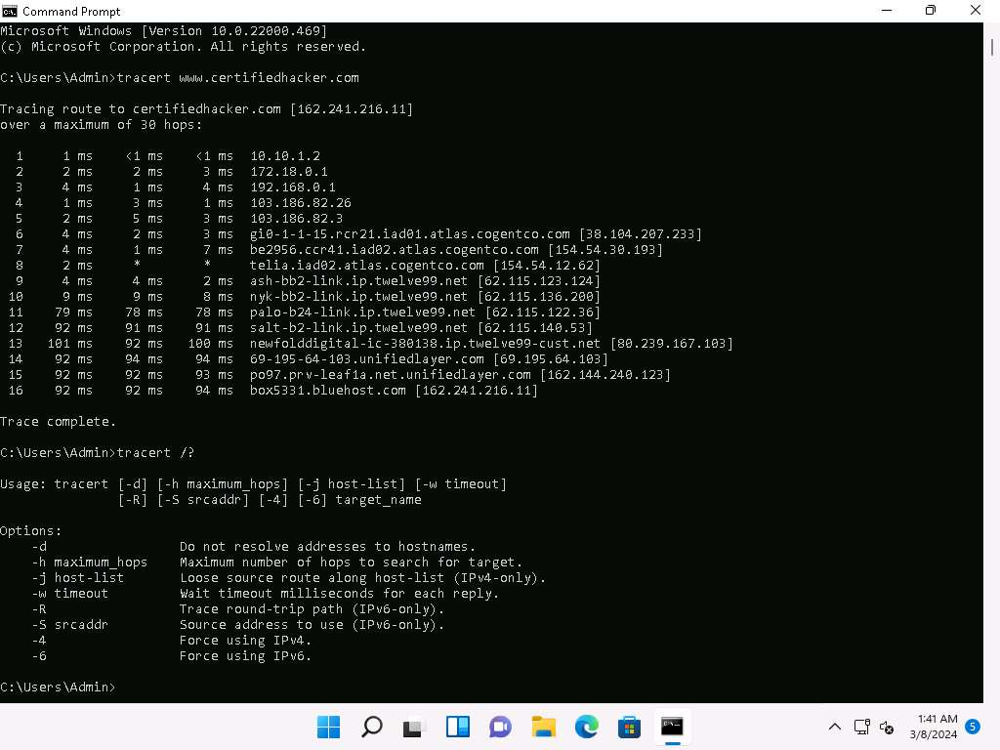 Command Prompt
Microsoft Windows [Version 10.0.22000.469]
(c) Microsoft Corporation. All rights reserved.
C:\Users\Admin>tracert www.certifiedhacker.com
Tracing route to certifiedhacker.com [162.241.216.11]
over a maximum of 30 hops:
1 1 ms <1 ms <1 ms 10.10.1.2
2 2 ms 2 ms 3 ms 172.18.0.1
3 4 ms 1 ms 4 ms 192.168.0.1
4 1 ms 3 ms 1 ms 103.186.82.26
5 2 ms 5 ms 3 ms 103.186.82.3
6 4 ms 2 ms 3 ms gi0-1-1-15.rcr21.iad01.atlas.cogentco.com [38.104.207.233]
7 4 ms 1 ms 7 ms be2956.ccr41.iad02.atlas.cogentco.com [154.54.30.193]
8 2 ms * * telia.iad02.atlas.cogentco.com [154.54.12.62]
9 4 ms 4 ms 2 ms ash-bb2-link.ip.twelve99.net [62.115.123.124]
10 9 ms 9 ms 8 ms nyk-bb2-link.ip.twelve99.net [62.115.136.200]
11 79 ms 78 ms 78 ms palo-b24-link.ip.twelve99.net [62.115.122.36]
12 92 ms 91 ms 91 ms salt-b2-link.ip.twelve99.net [62.115.140.53]
13 101 ms 92 ms 100 ms newfolddigital-ic-380138.ip.twelve99-cust.net [80.239.167.103]
14 92 ms 94 ms 94 ms 69-195-64-103.unifiedlayer.com [69.195.64.103]
15 92 ms 92 ms 93 ms po97.prv-leaf1a.net.unifiedlayer.com [162.144.240.123]
16 92 ms 92 ms 94 ms box5331.bluehost.com [162.241.216.11]
Trace complete.
C:\Users\Admin>tracert /?
Usage: tracert [-d] [-h maximum_hops] [-j host-list] [-w timeout]
[-R] [-S srcaddr] [-4] [-6] target_name
Options:
-d Do not resolve addresses to hostnames.
-h maximum_hops Maximum number of hops to search for target.
-j host-list Loose source route along host-list (IPv4-only).
-w timeout Wait timeout milliseconds for each reply.
-R Trace round-trip path (IPv6-only).
-S srcaddr Source address to use (IPv6-only).
-4 Force using IPv4.
-6 Force using IPv6.
C:\Users\Admin>
1:41 AM
3/8/2024
5